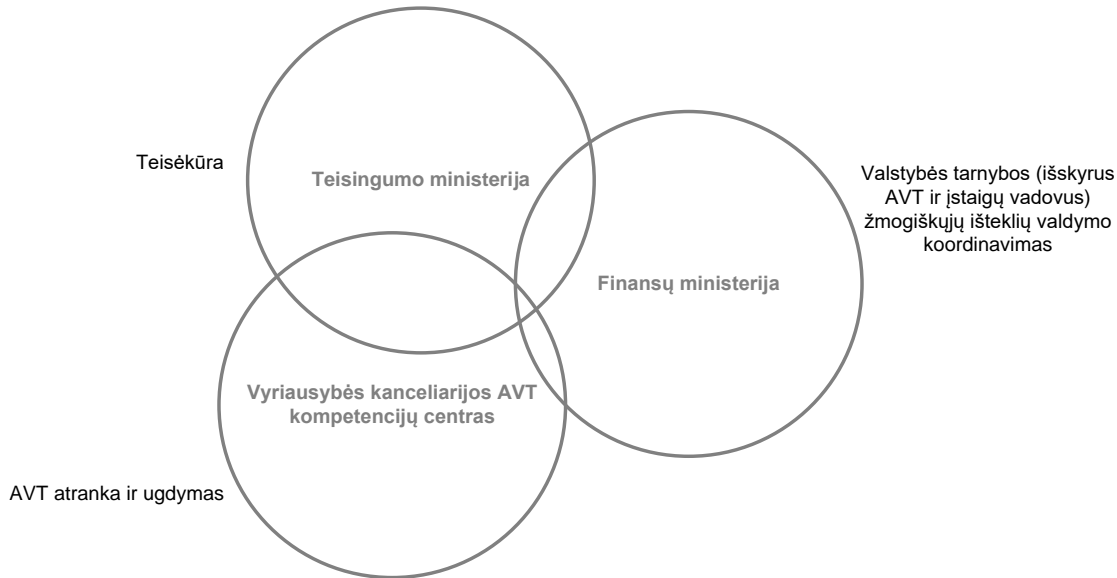 Teisėkūra
Teisingumo ministerija
Valstybės tarnybos (išskyrus
AVT ir įstaigų vadovus)
žmogiškųjų išteklių valdymo
koordinavimas
Finansų ministerija
Vyriausybės kanceliarijos AVT
kompetencijų centras
AVT atranka ir ugdymas